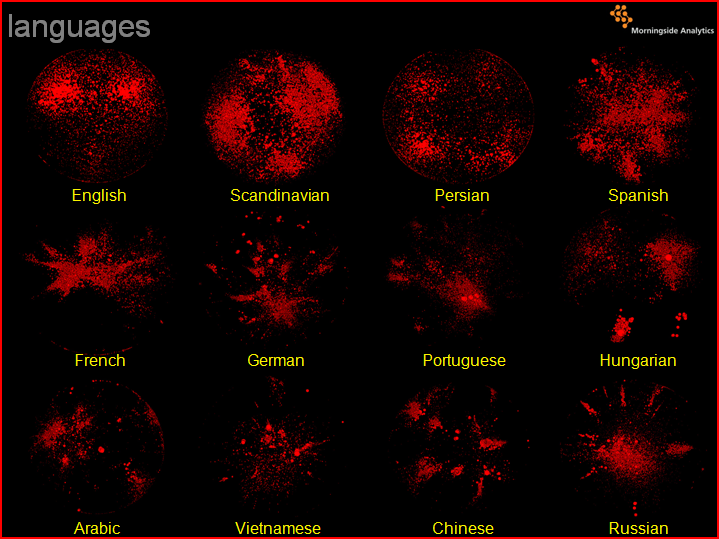 languages
Morningside Analytics
English
Scandinavian
Persian
Spanish
French
German
Portuguese
Hungarian
Arabic
Vietnamese
Chinese
Russian